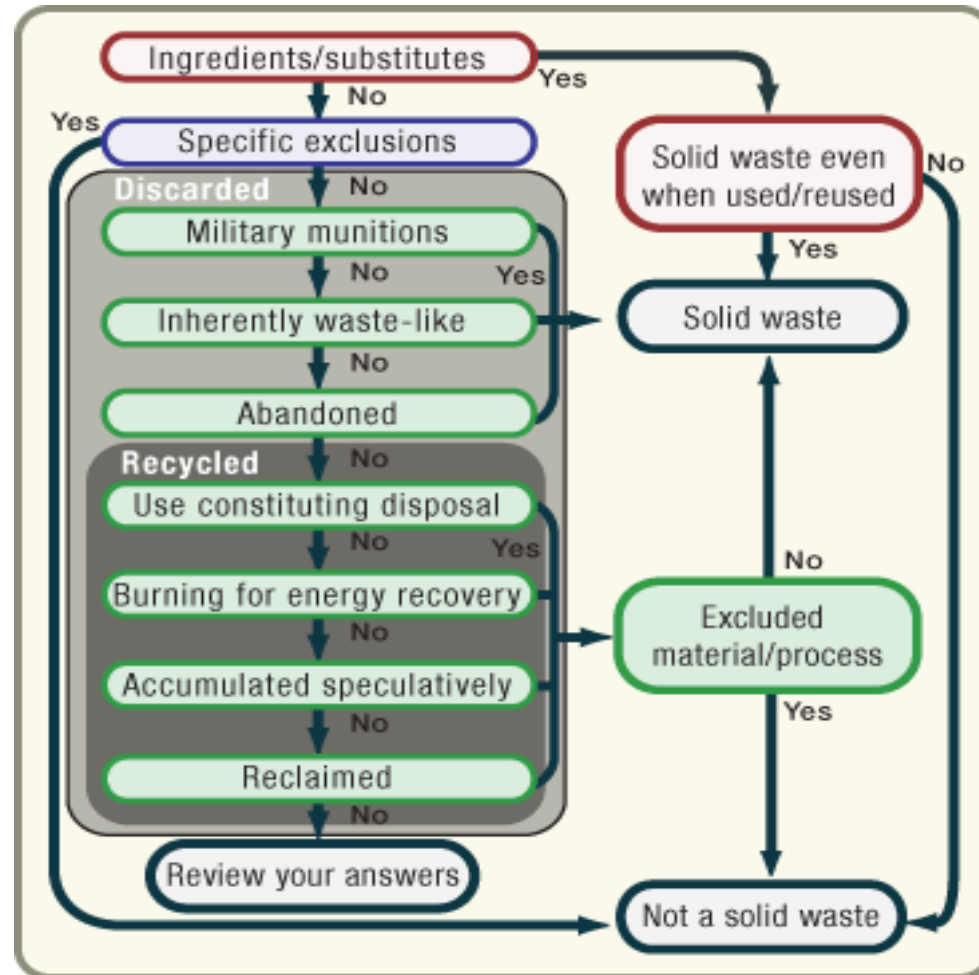 Ingredients/substitutes
Yes
No
Yes
Specific exclusions
Solid waste even
when used/reused
No
No
Discarded
Military munitions
Yes
No
Yes
Inherently waste-like
Solid waste
No
Abandoned
No
Recycled
Use constituting disposal
No
Yes
No
Burning for energy recovery
Excluded
material/process
No
Accumulated speculatively
Yes
No
Reclaimed
No
Review your answers
Not a solid waste